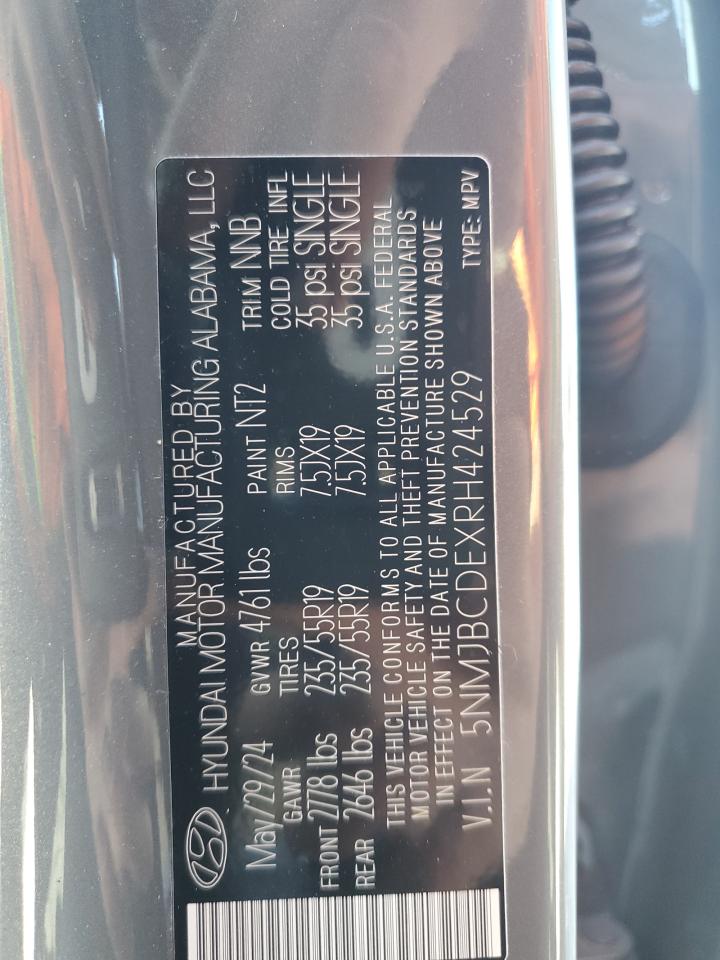 MANUFACTURED BY
HYUNDAI MOTOR MANUFACTURING ALABAMA, LLC
May/29/24 GVWR 4761 lbs PAINT NT2 TRIM NNB
GAWR TIRES RIMS COLD TIRE INFL
FRONT 2778 lbs 235/55R19 7.5JX19 35 psi SINGLE
REAR 2646 lbs 235/55R19 7.5JX19 35 psi SINGLE
THIS VEHICLE CONFORMS TO ALL APPLICABLE U.S.A. FEDERAL
MOTOR VEHICLE SAFETY AND THEFT PREVENTION STANDARDS
IN EFFECT ON THE DATE OF MANUFACTURE SHOWN ABOVE
V.I.N 5NMJBCDEXRH424529 TYPE: MPV